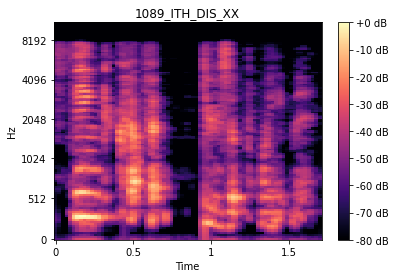 1089_ITH_DIS_XX
+0 dB
8192
-10 dB
4096
-20 dB
-30 dB
2048
Hz
-40 dB
1024
-50 dB
512
-60 dB
-70 dB
0
-80 dB
0 0.5 1 1.5
Time